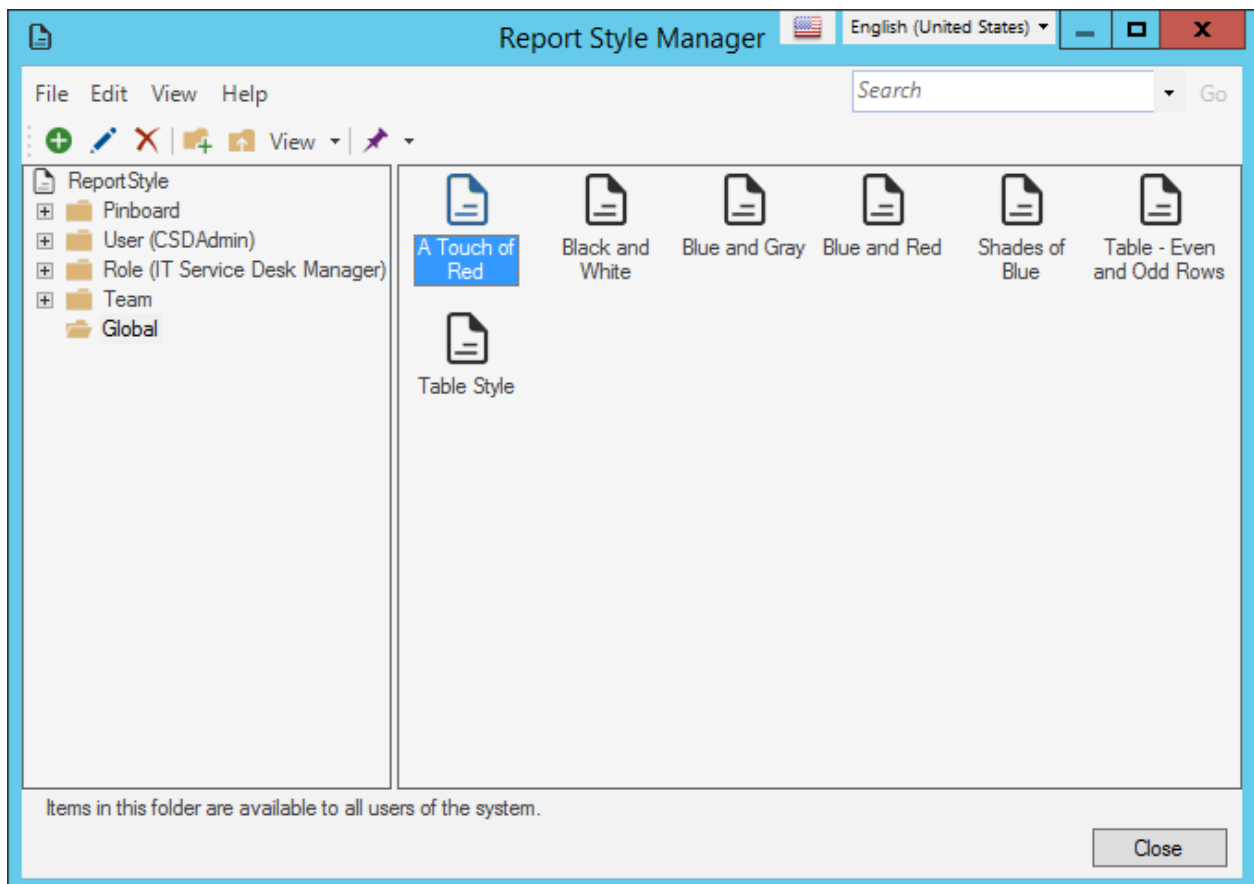 Report Style Manager
English (United States)
File Edit View Help
Search
Go
View
ReportStyle
Pinboard
User (CSDAdmin)
Role (IT Service Desk Manager)
Team
Global
A Touch of
Red
Black and
White
Blue and Gray
Blue and Red
Shades of
Blue
Table - Even
and Odd Rows
Table Style
Items in this folder are available to all users of the system.
Close